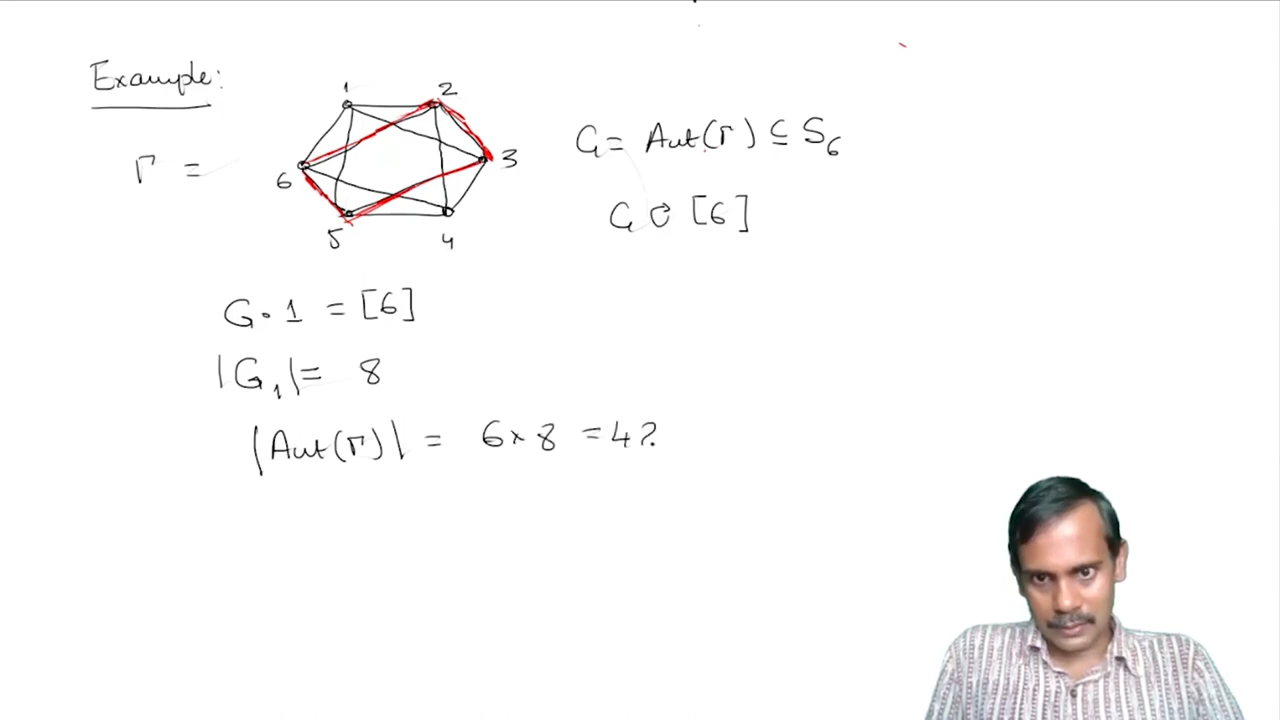 Example:
1 2
Γ = 6 3
5 4
G = Aut(Γ) ⊆ S₆
G ↻ [6]
G · 1 = [6]
|G₁| = 8
|Aut(Γ)| = 6 × 8 = 4